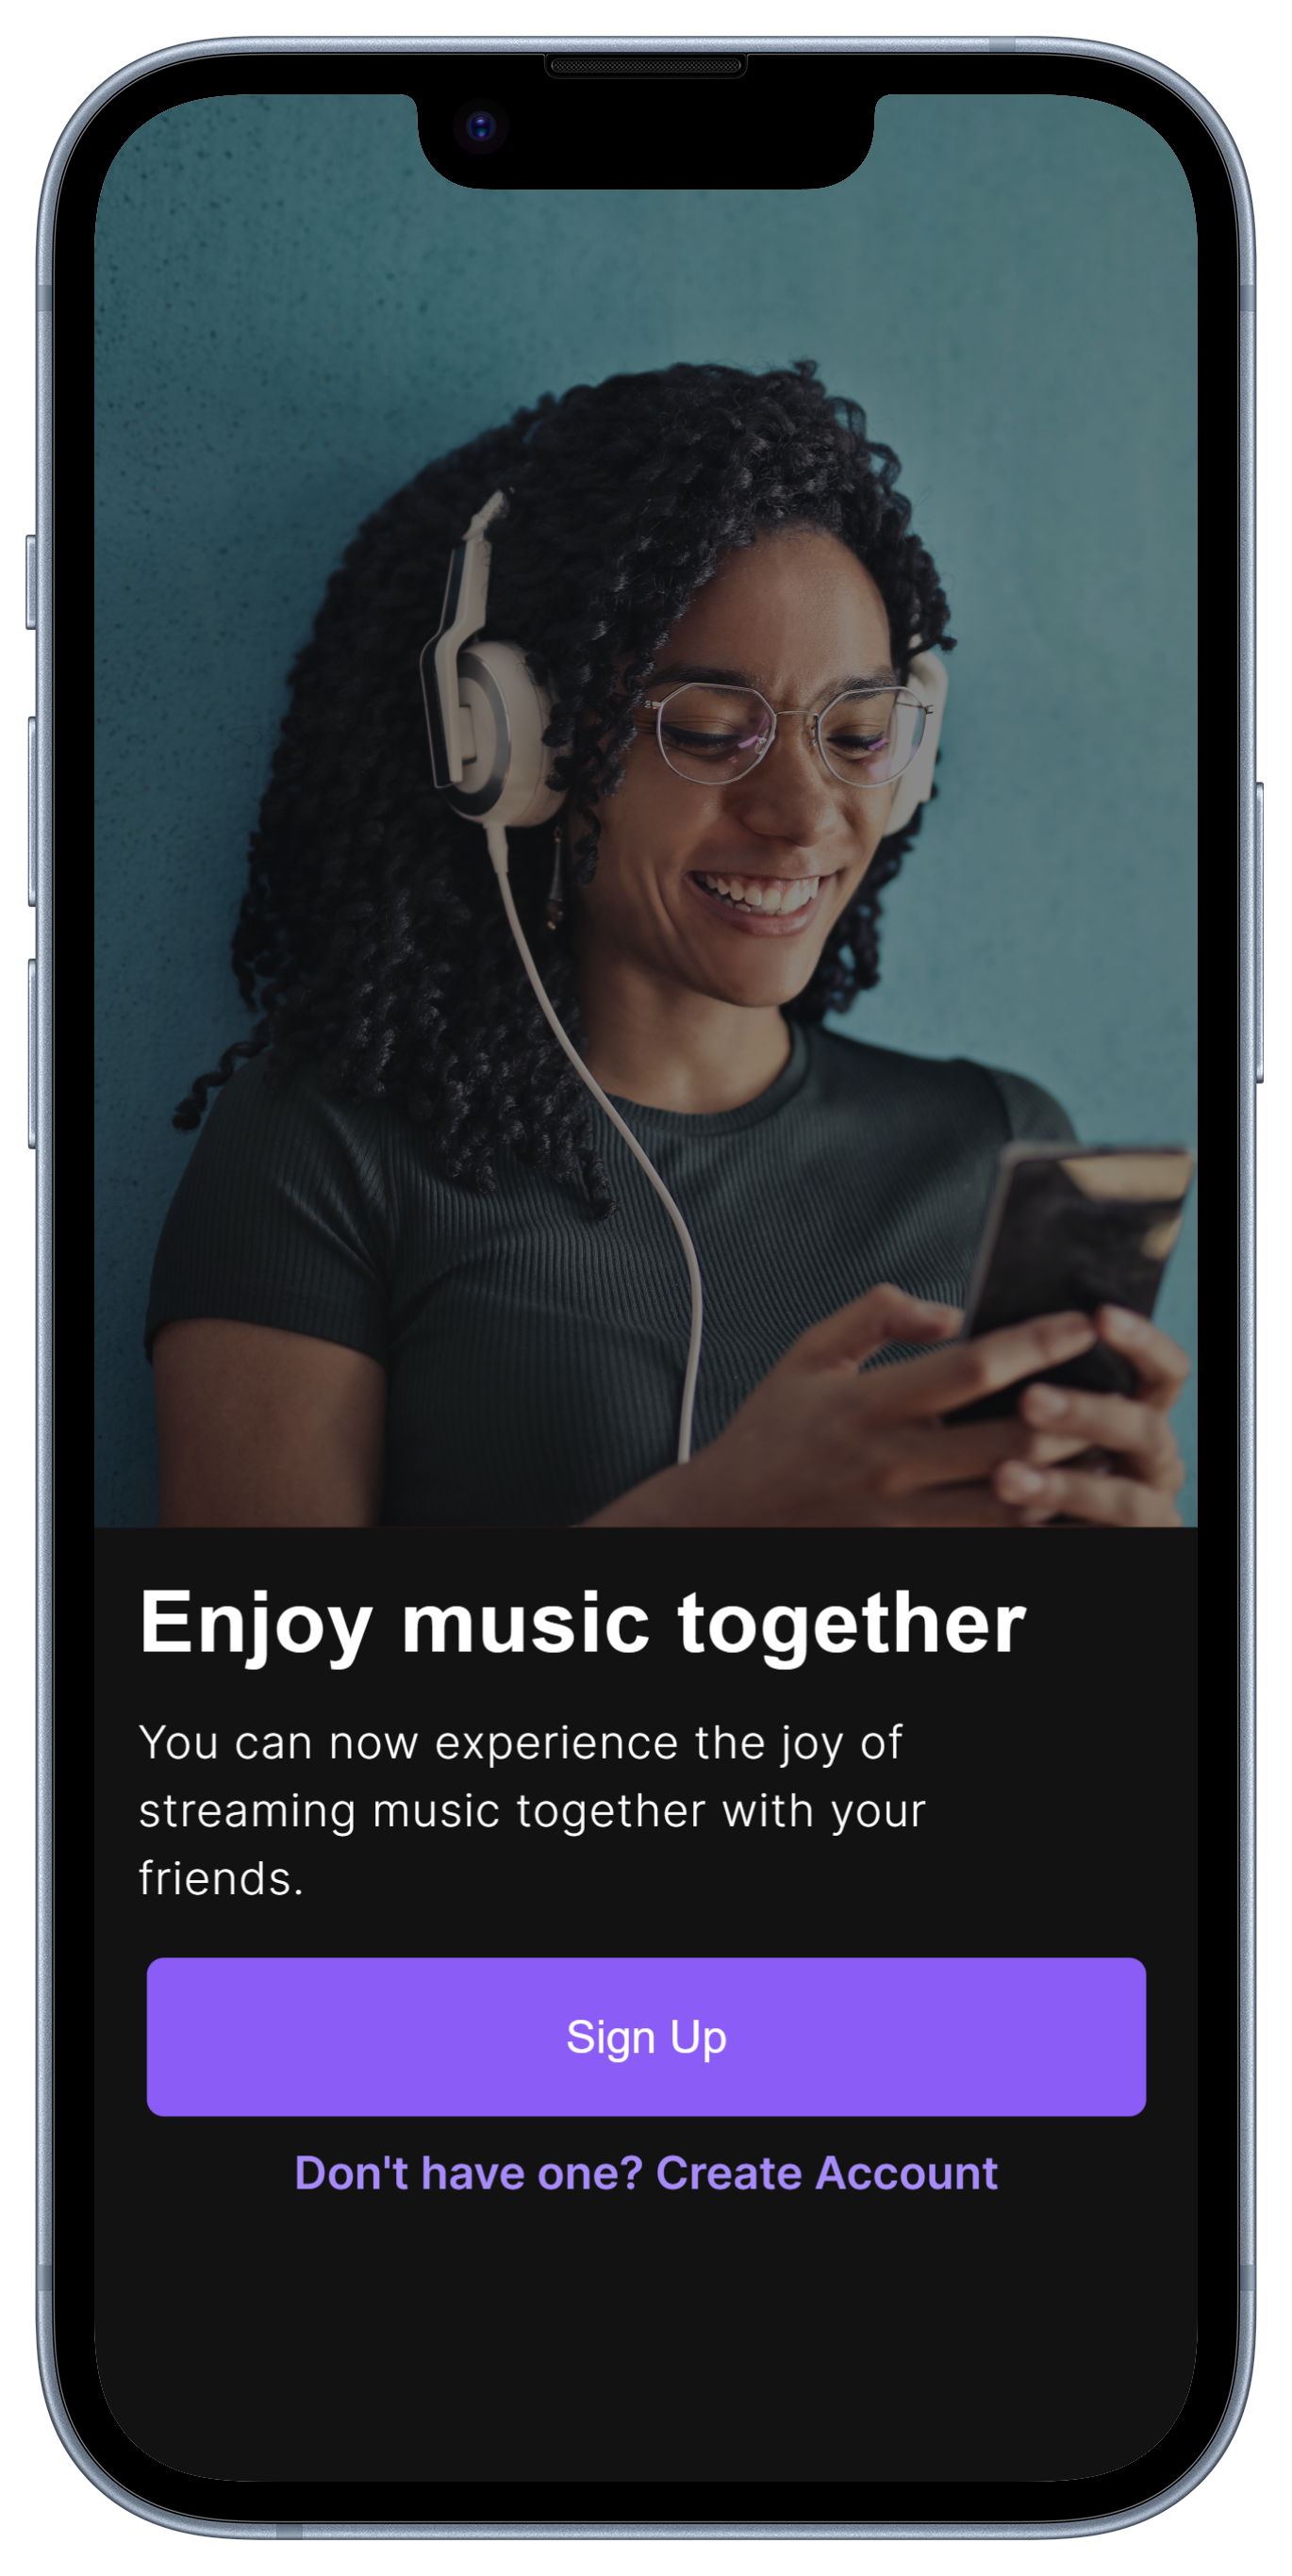 Enjoy music together
You can now experience the joy of
streaming music together with your
friends.
Sign Up
Don't have one? Create Account